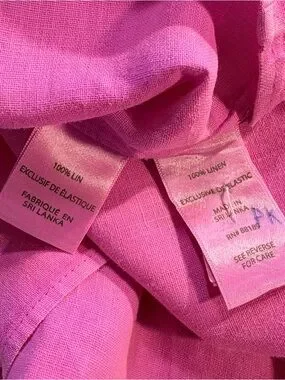 100% LIN
EXCLUSIF DE ÉLASTIQUE
FABRIQUÉ EN
SRI LANKA
100% LINEN
EXCLUSIVE OF ELASTIC
MADE IN
SRI LANKA
PK
RN# 88189
SEE REVERSE
FOR CARE